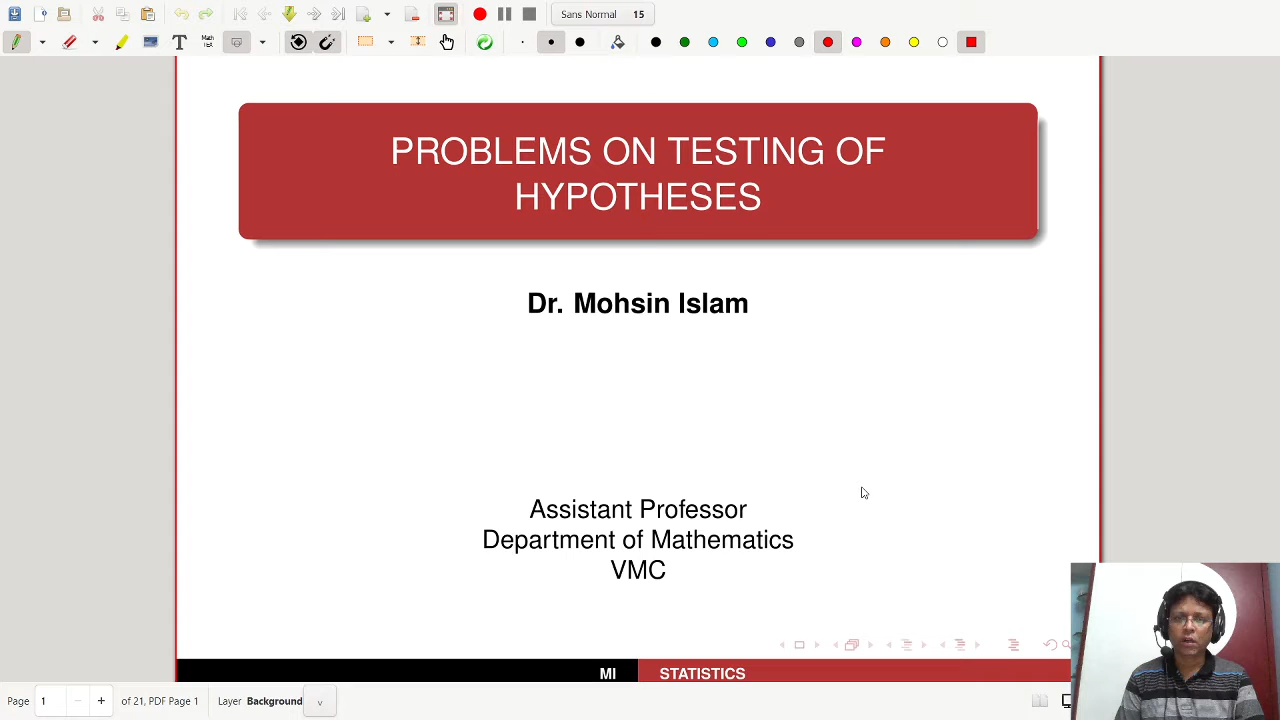 Sans Normal 15
PROBLEMS ON TESTING OF
HYPOTHESES
Dr. Mohsin Islam
Assistant Professor
Department of Mathematics
VMC
MI STATISTICS
Page 1 of 21, PDF Page 1 Layer Background